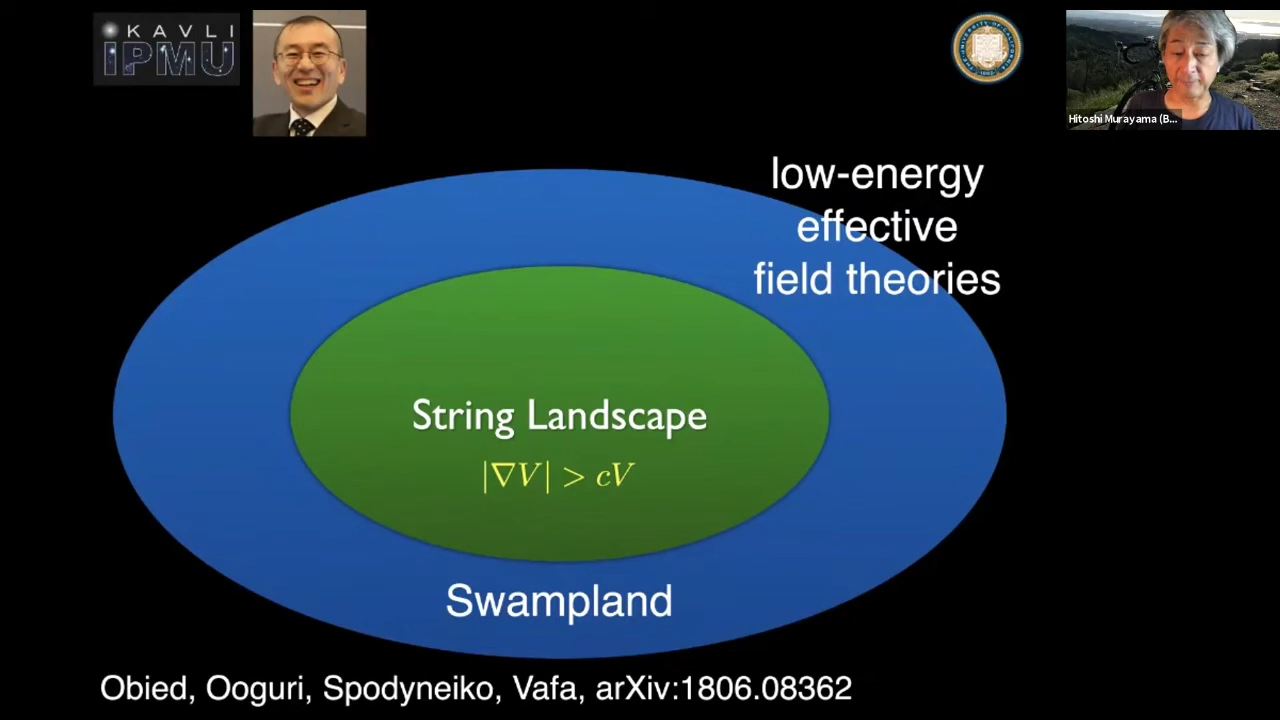 KAVLI
IPMU
Hitoshi Murayama (B...
low-energy
effective
field theories
String Landscape
|∇V| > cV
Swampland
Obied, Ooguri, Spodyneiko, Vafa, arXiv:1806.08362